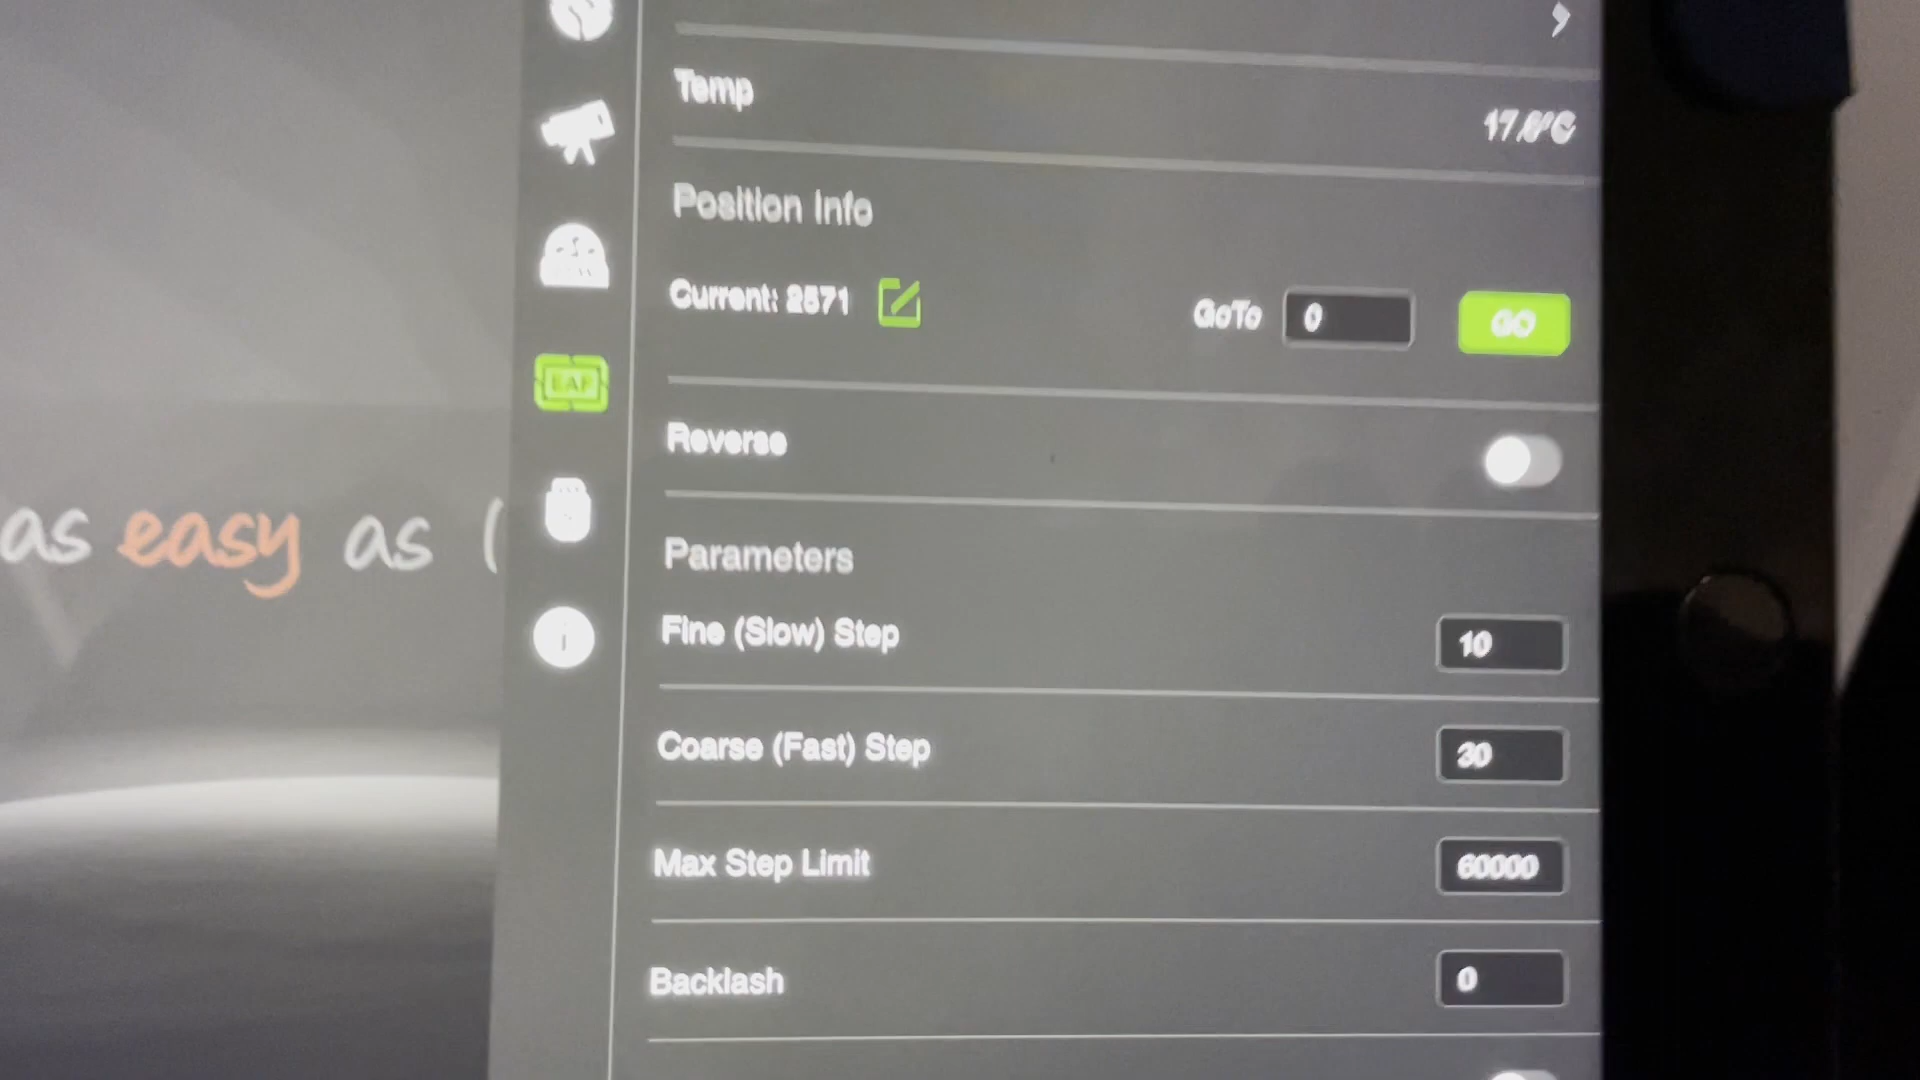 Temp
Position Info
Current: 2571
GoTo 0 GO
EAF
Reverse
as easy as
Parameters
Fine (Slow) Step 10
Coarse (Fast) Step 30
Max Step Limit 60000
Backlash 0